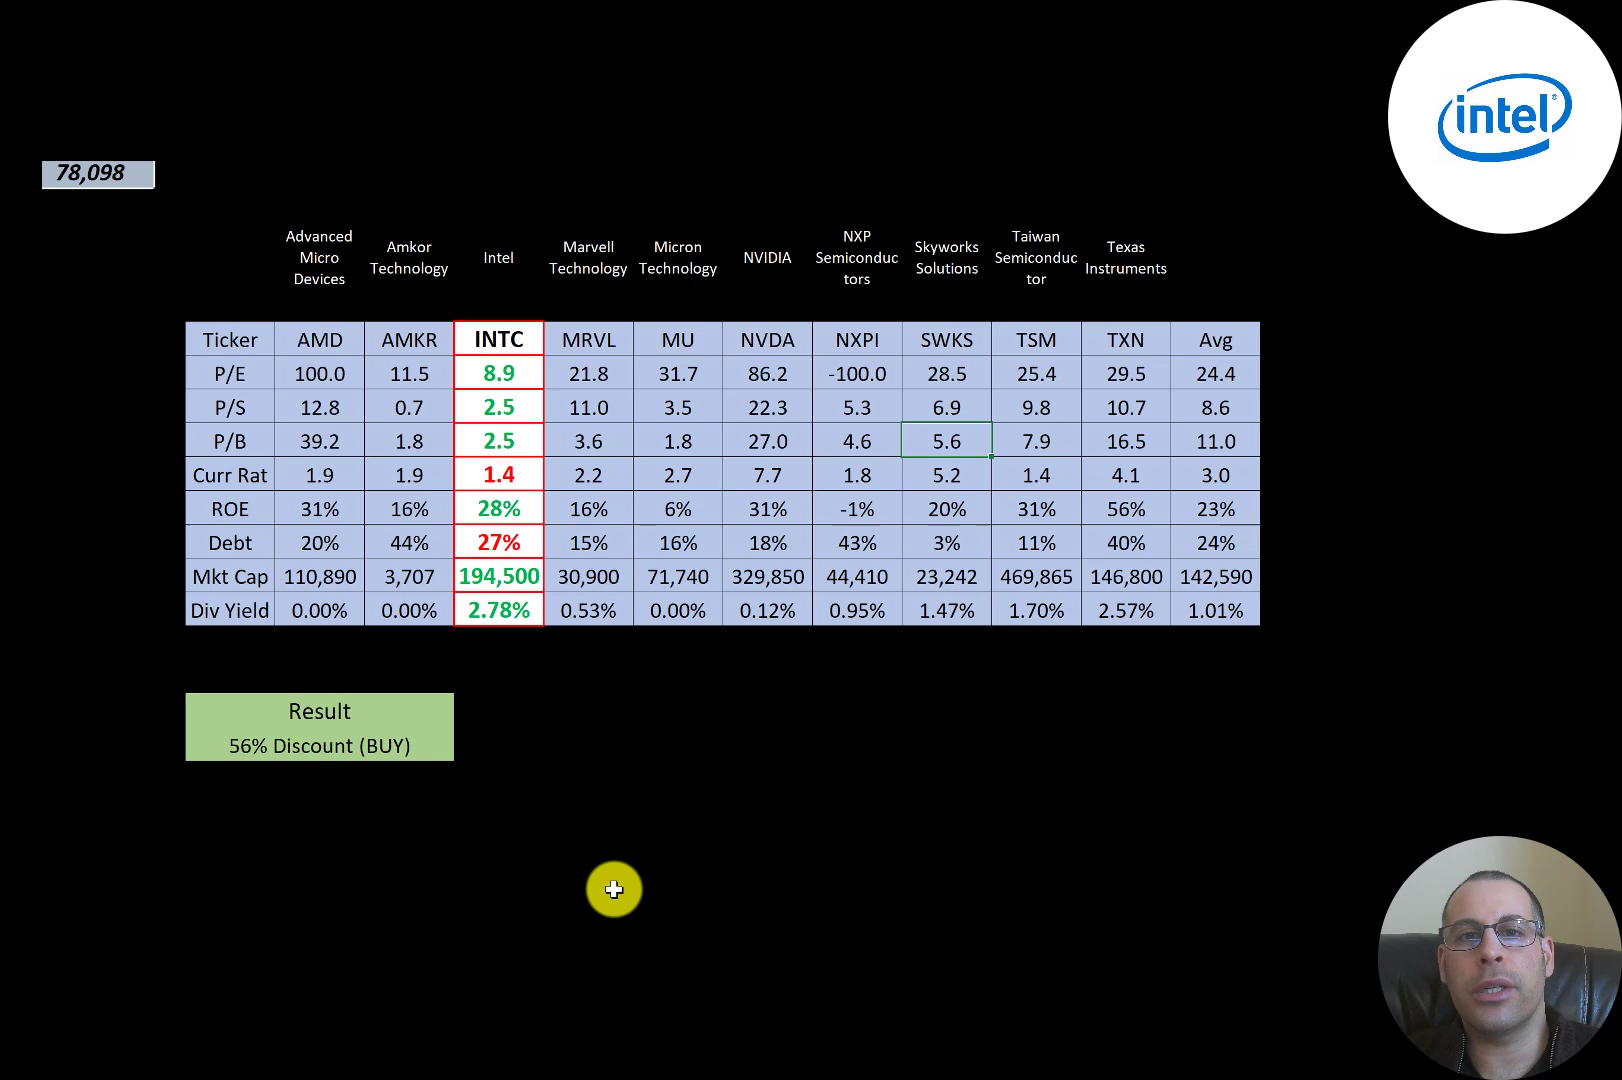 intel®
78,098
Advanced Micro Devices
Amkor Technology
Intel
Marvell Technology
Micron Technology
NVIDIA
NXP Semiconductors
Skyworks Solutions
Taiwan Semiconductor
Texas Instruments
Ticker AMD AMKR INTC MRVL MU NVDA NXPI SWKS TSM TXN Avg
P/E 100.0 11.5 8.9 21.8 31.7 86.2 -100.0 28.5 25.4 29.5 24.4
P/S 12.8 0.7 2.5 11.0 3.5 22.3 5.3 6.9 9.8 10.7 8.6
P/B 39.2 1.8 2.5 3.6 1.8 27.0 4.6 5.6 7.9 16.5 11.0
Curr Rat 1.9 1.9 1.4 2.2 2.7 7.7 1.8 5.2 1.4 4.1 3.0
ROE 31% 16% 28% 16% 6% 31% -1% 20% 31% 56% 23%
Debt 20% 44% 27% 15% 16% 18% 43% 3% 11% 40% 24%
Mkt Cap 110,890 3,707 194,500 30,900 71,740 329,850 44,410 23,242 469,865 146,800 142,590
Div Yield 0.00% 0.00% 2.78% 0.53% 0.00% 0.12% 0.95% 1.47% 1.70% 2.57% 1.01%
Result
56% Discount (BUY)